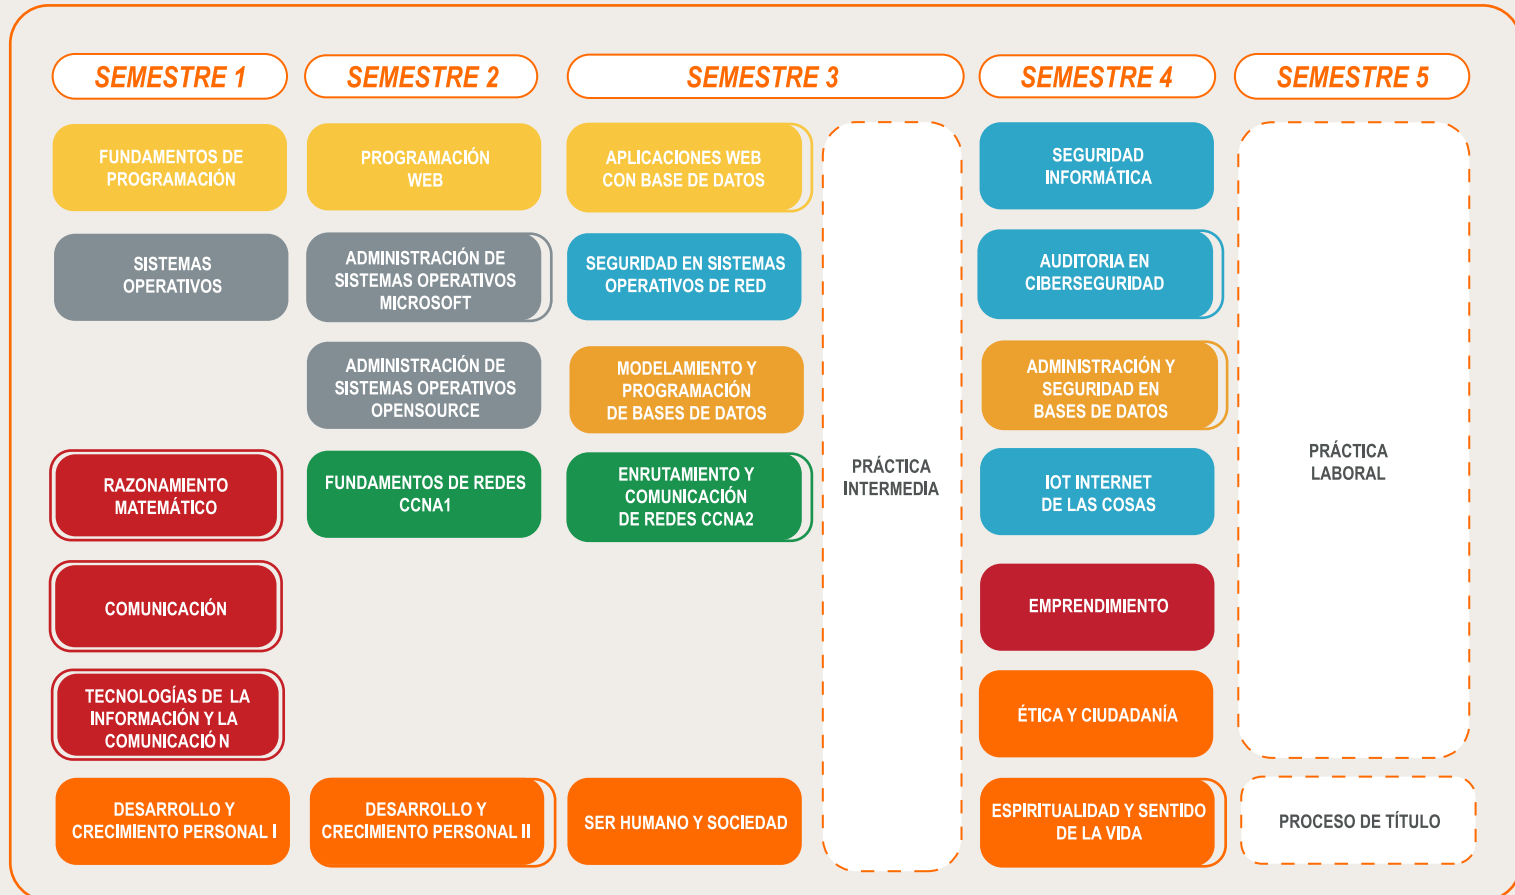 SEMESTRE 1
FUNDAMENTOS DE
PROGRAMACIÓN
SISTEMAS
OPERATIVOS
RAZONAMIENTO
MATEMÁTICO
COMUNICACIÓN
TECNOLOGÍAS DE LA
INFORMACIÓN Y LA
COMUNICACIÓN
DESARROLLO Y
CRECIMIENTO PERSONAL I
SEMESTRE 2
PROGRAMACIÓN
WEB
ADMINISTRACIÓN DE
SISTEMAS OPERATIVOS
MICROSOFT
ADMINISTRACIÓN DE
SISTEMAS OPERATIVOS
OPENSOURCE
FUNDAMENTOS DE REDES
CCNA1
DESARROLLO Y
CRECIMIENTO PERSONAL II
SEMESTRE 3
APLICACIONES WEB
CON BASE DE DATOS
SEGURIDAD EN SISTEMAS
OPERATIVOS DE RED
MODELAMIENTO Y
PROGRAMACIÓN
DE BASES DE DATOS
ENRUTAMIENTO Y
COMUNICACIÓN
DE REDES CCNA2
SER HUMANO Y SOCIEDAD
PRÁCTICA
INTERMEDIA
SEMESTRE 4
SEGURIDAD
INFORMÁTICA
AUDITORIA EN
CIBERSEGURIDAD
ADMINISTRACIÓN Y
SEGURIDAD EN
BASES DE DATOS
IOT INTERNET
DE LAS COSAS
EMPRENDIMIENTO
ÉTICA Y CIUDADANÍA
ESPIRITUALIDAD Y SENTIDO
DE LA VIDA
SEMESTRE 5
PRÁCTICA
LABORAL
PROCESO DE TÍTULO